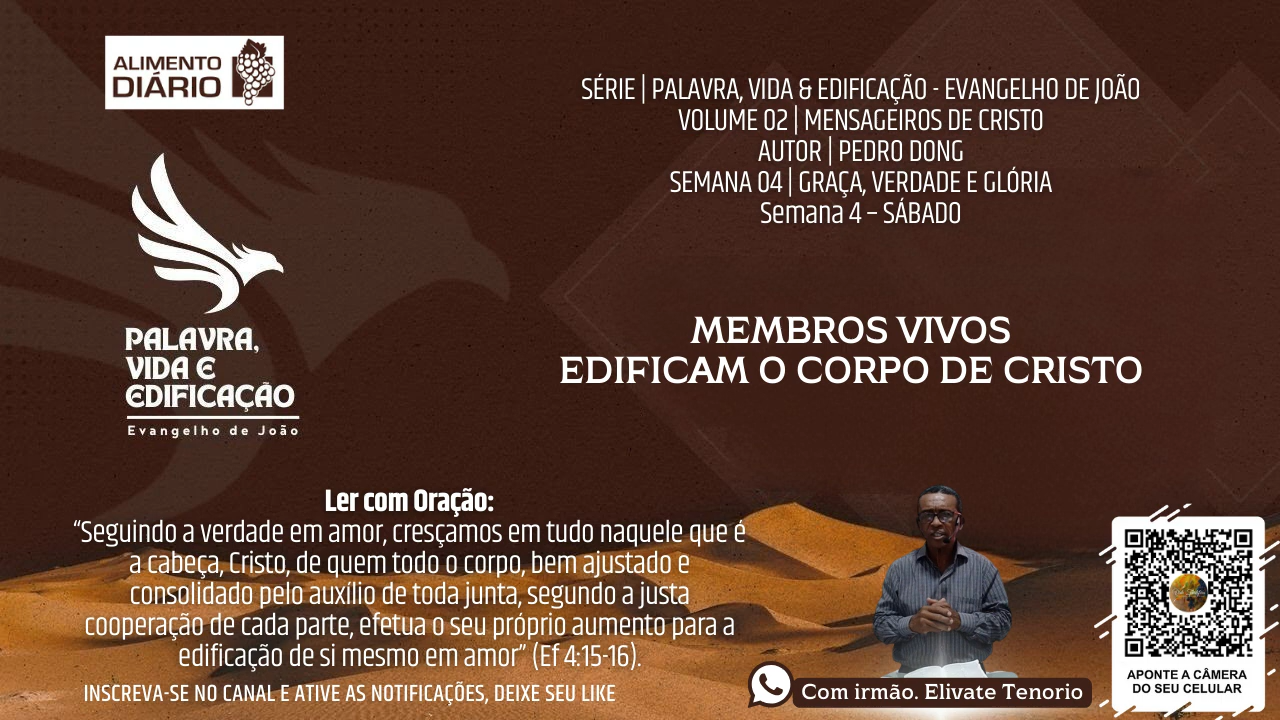 ALIMENTO
DIÁRIO
SÉRIE | PALAVRA, VIDA & EDIFICAÇÃO - EVANGELHO DE JOÃO
VOLUME 02 | MENSAGEIROS DE CRISTO
AUTOR | PEDRO DONG
SEMANA 04 | GRAÇA, VERDADE E GLÓRIA
Semana 4 – SÁBADO
PALAVRA,
VIDA E
EDIFICAÇÃO
Evangelho de João
MEMBROS VIVOS
EDIFICAM O CORPO DE CRISTO
Ler com Oração:
“Seguindo a verdade em amor, cresçamos em tudo naquele que é
a cabeça, Cristo, de quem todo o corpo, bem ajustado e
consolidado pelo auxílio de toda junta, segundo a justa
cooperação de cada parte, efetua o seu próprio aumento para a
edificação de si mesmo em amor” (Ef 4:15-16).
INSCREVA-SE NO CANAL E ATIVE AS NOTIFICAÇÕES, DEIXE SEU LIKE
Com irmão. Elivate Tenorio
APONTE A CÂMERA
DO SEU CELULAR